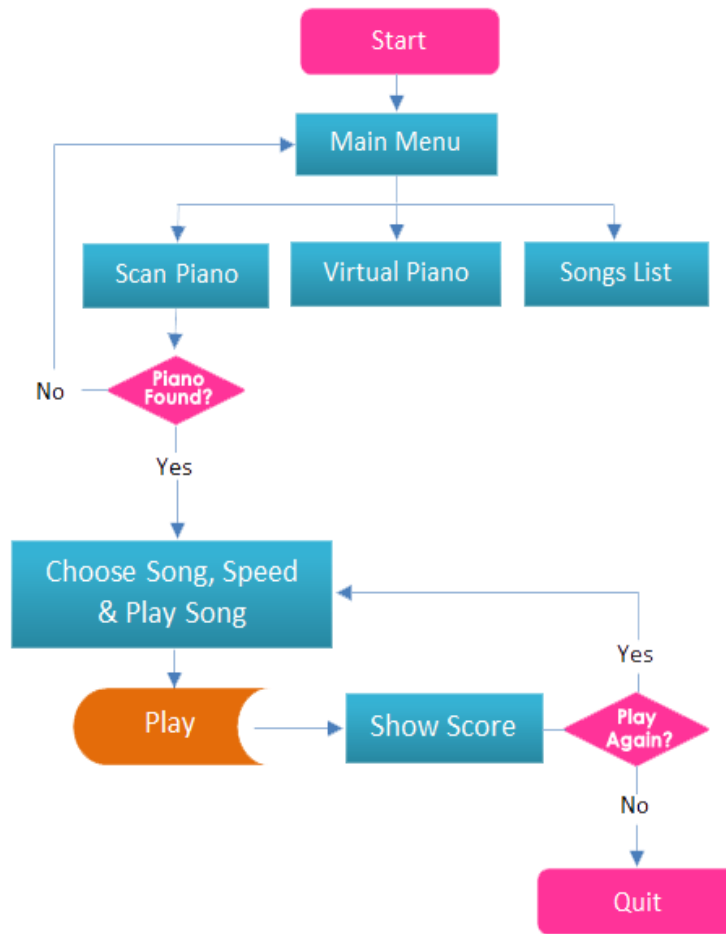 Start
Main Menu
Scan Piano
Virtual Piano
Songs List
Piano
Found?
No
Yes
Choose Song, Speed
& Play Song
Play
Show Score
Play
Again?
Yes
No
Quit